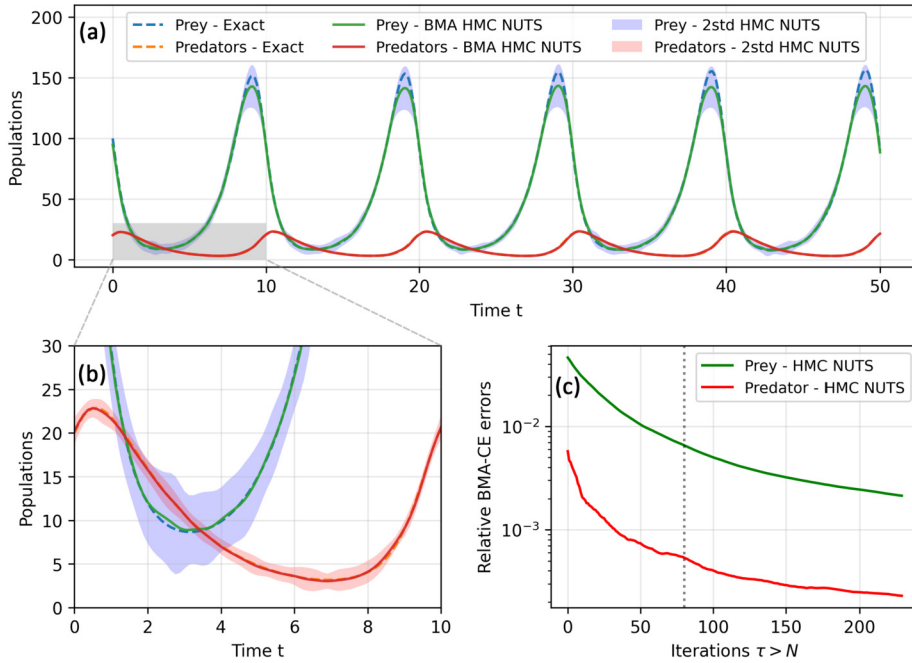 (a)
Prey - Exact
Predators - Exact
Prey - BMA HMC NUTS
Predators - BMA HMC NUTS
Prey - 2std HMC NUTS
Predators - 2std HMC NUTS
Populations
200
150
100
50
0
0 10 20 30 40 50
Time t
(b)
Populations
30
25
20
15
10
5
0
0 2 4 6 8 10
Time t
(c)
Prey - HMC NUTS
Predator - HMC NUTS
Relative BMA-CE errors
10⁻²
10⁻³
0 50 100 150 200
Iterations τ > N